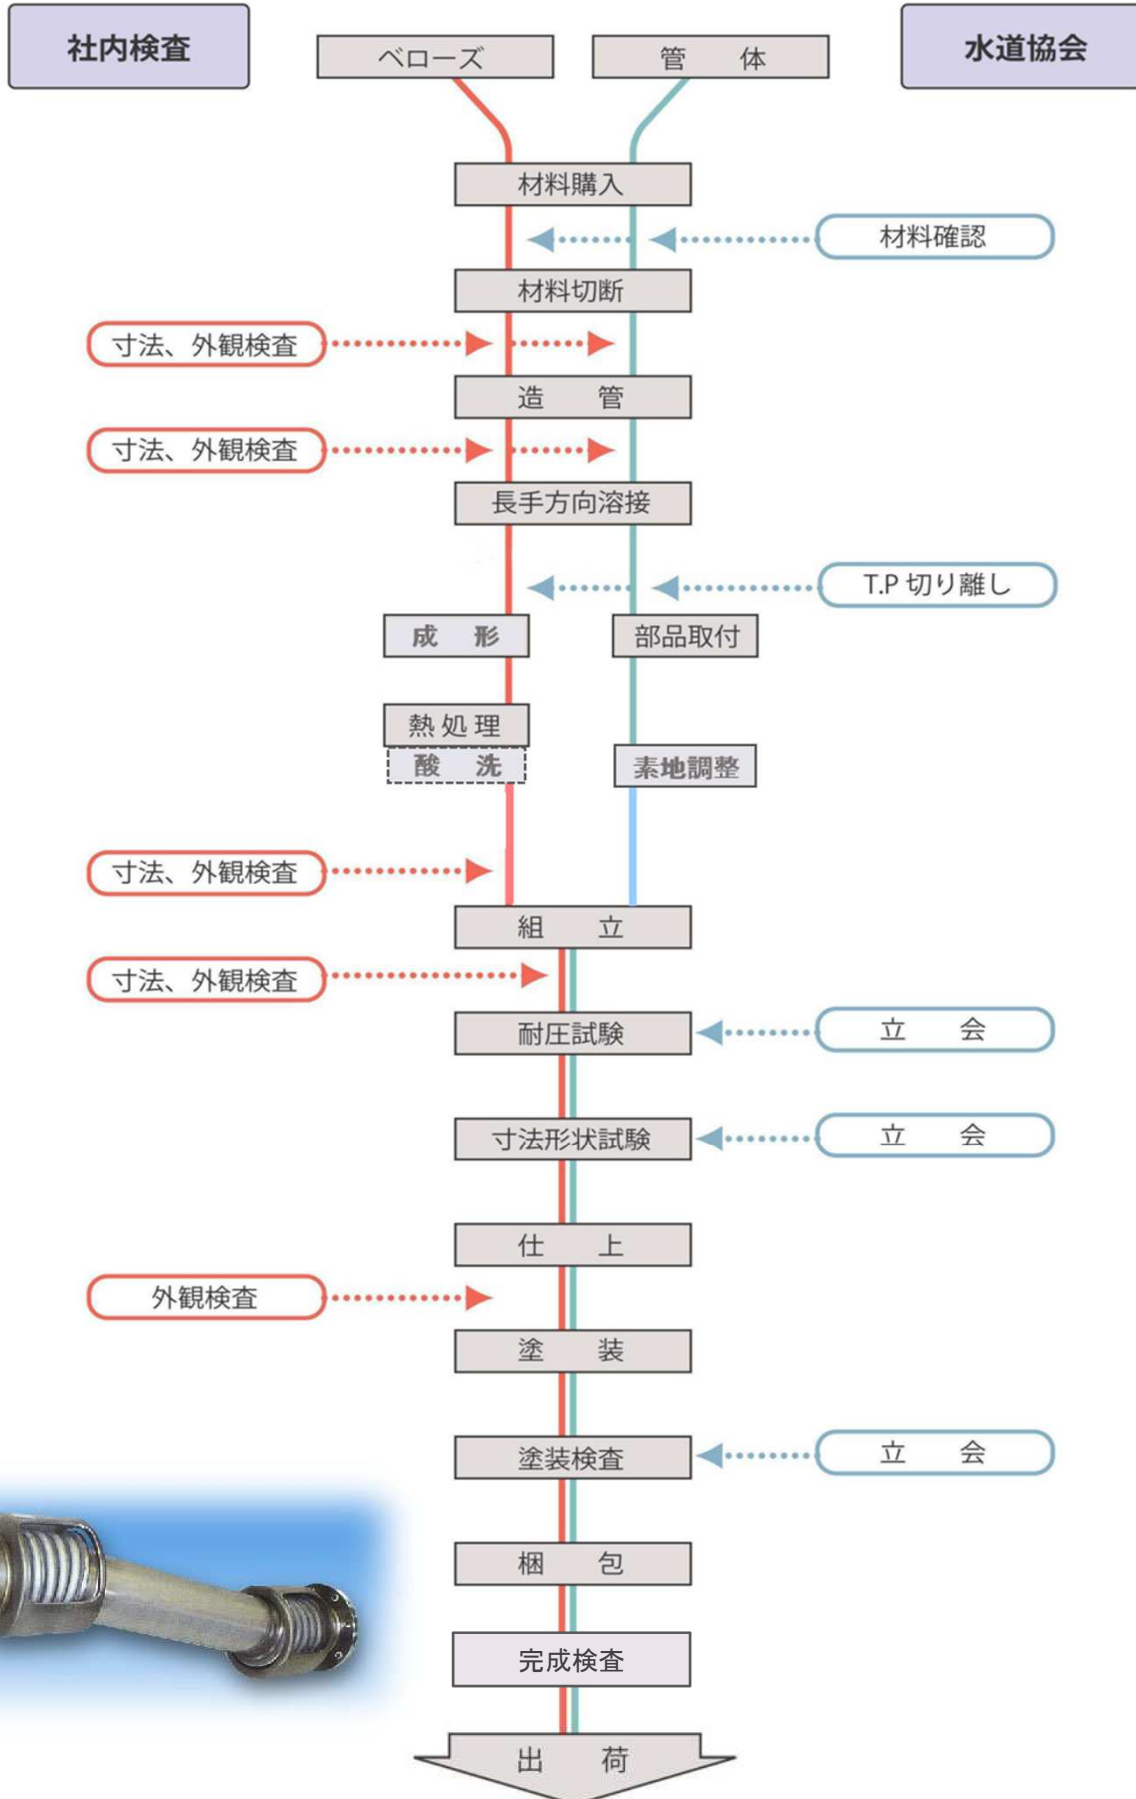 社内検査
ベローズ
管　体
水道協会
材料購入
材料確認
材料切断
寸法、外観検査
造　管
寸法、外観検査
長手方向溶接
T.P 切り離し
成　形
部品取付
熱 処 理
酸　洗
素地調整
寸法、外観検査
組　立
寸法、外観検査
耐圧試験
立　会
寸法形状試験
立　会
仕　上
外観検査
塗　装
塗装検査
立　会
梱　包
完成検査
出　荷